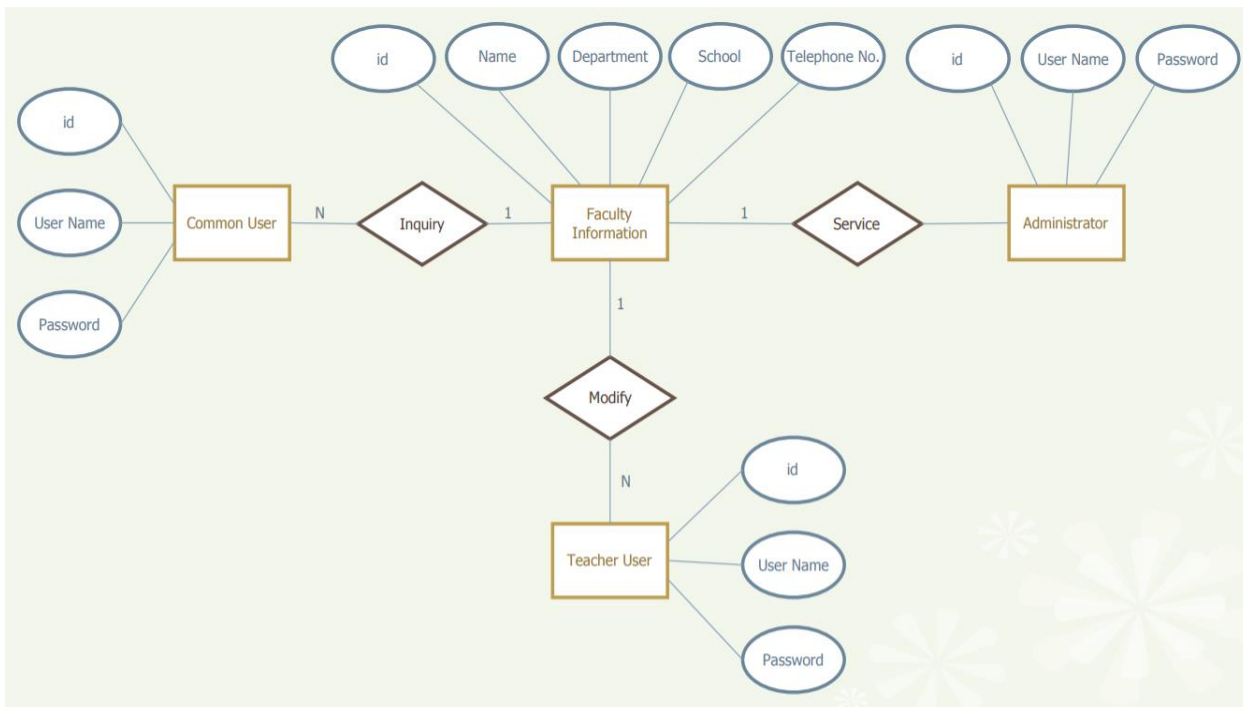 id
Name
Department
School
Telephone No.
id
User Name
Password
id
User Name
Password
Common User
N
Inquiry
1
Faculty
Information
1
Service
Administrator
1
Modify
N
Teacher User
id
User Name
Password